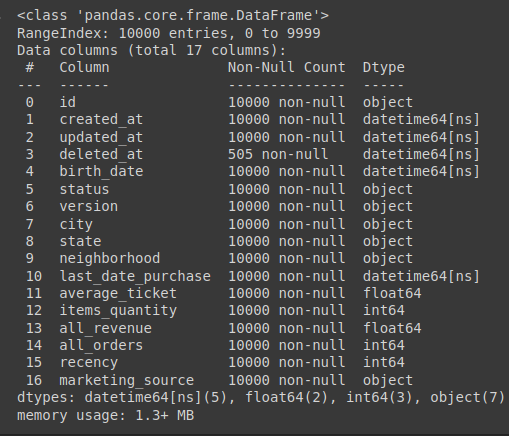 <class 'pandas.core.frame.DataFrame'>
RangeIndex: 10000 entries, 0 to 9999
Data columns (total 17 columns):
 #   Column              Non-Null Count  Dtype
---  ------              --------------  -----
 0   id                  10000 non-null  object
 1   created_at          10000 non-null  datetime64[ns]
 2   updated_at          10000 non-null  datetime64[ns]
 3   deleted_at          505 non-null    datetime64[ns]
 4   birth_date          10000 non-null  datetime64[ns]
 5   status              10000 non-null  object
 6   version             10000 non-null  object
 7   city                10000 non-null  object
 8   state               10000 non-null  object
 9   neighborhood        10000 non-null  object
 10  last_date_purchase  10000 non-null  datetime64[ns]
 11  average_ticket      10000 non-null  float64
 12  items_quantity      10000 non-null  int64
 13  all_revenue         10000 non-null  float64
 14  all_orders          10000 non-null  int64
 15  recency             10000 non-null  int64
 16  marketing_source    10000 non-null  object
dtypes: datetime64[ns](5), float64(2), int64(3), object(7)
memory usage: 1.3+ MB